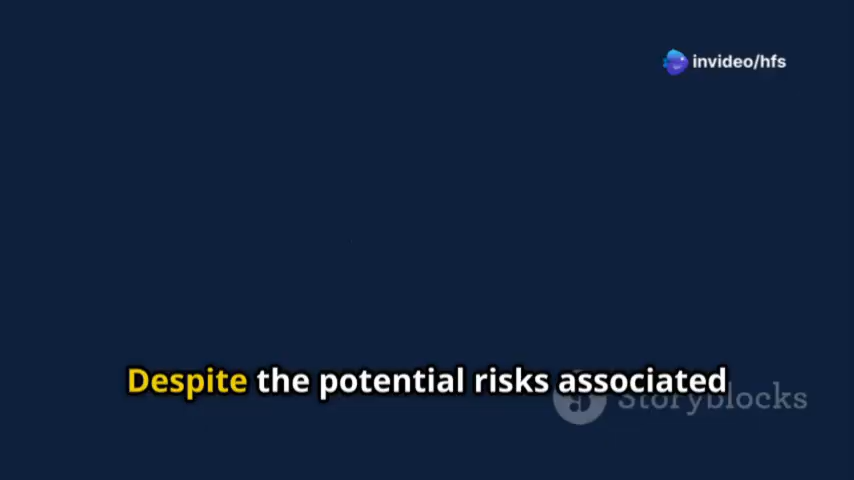 invideo/hfs
Despite the potential risks associated
Storyblocks